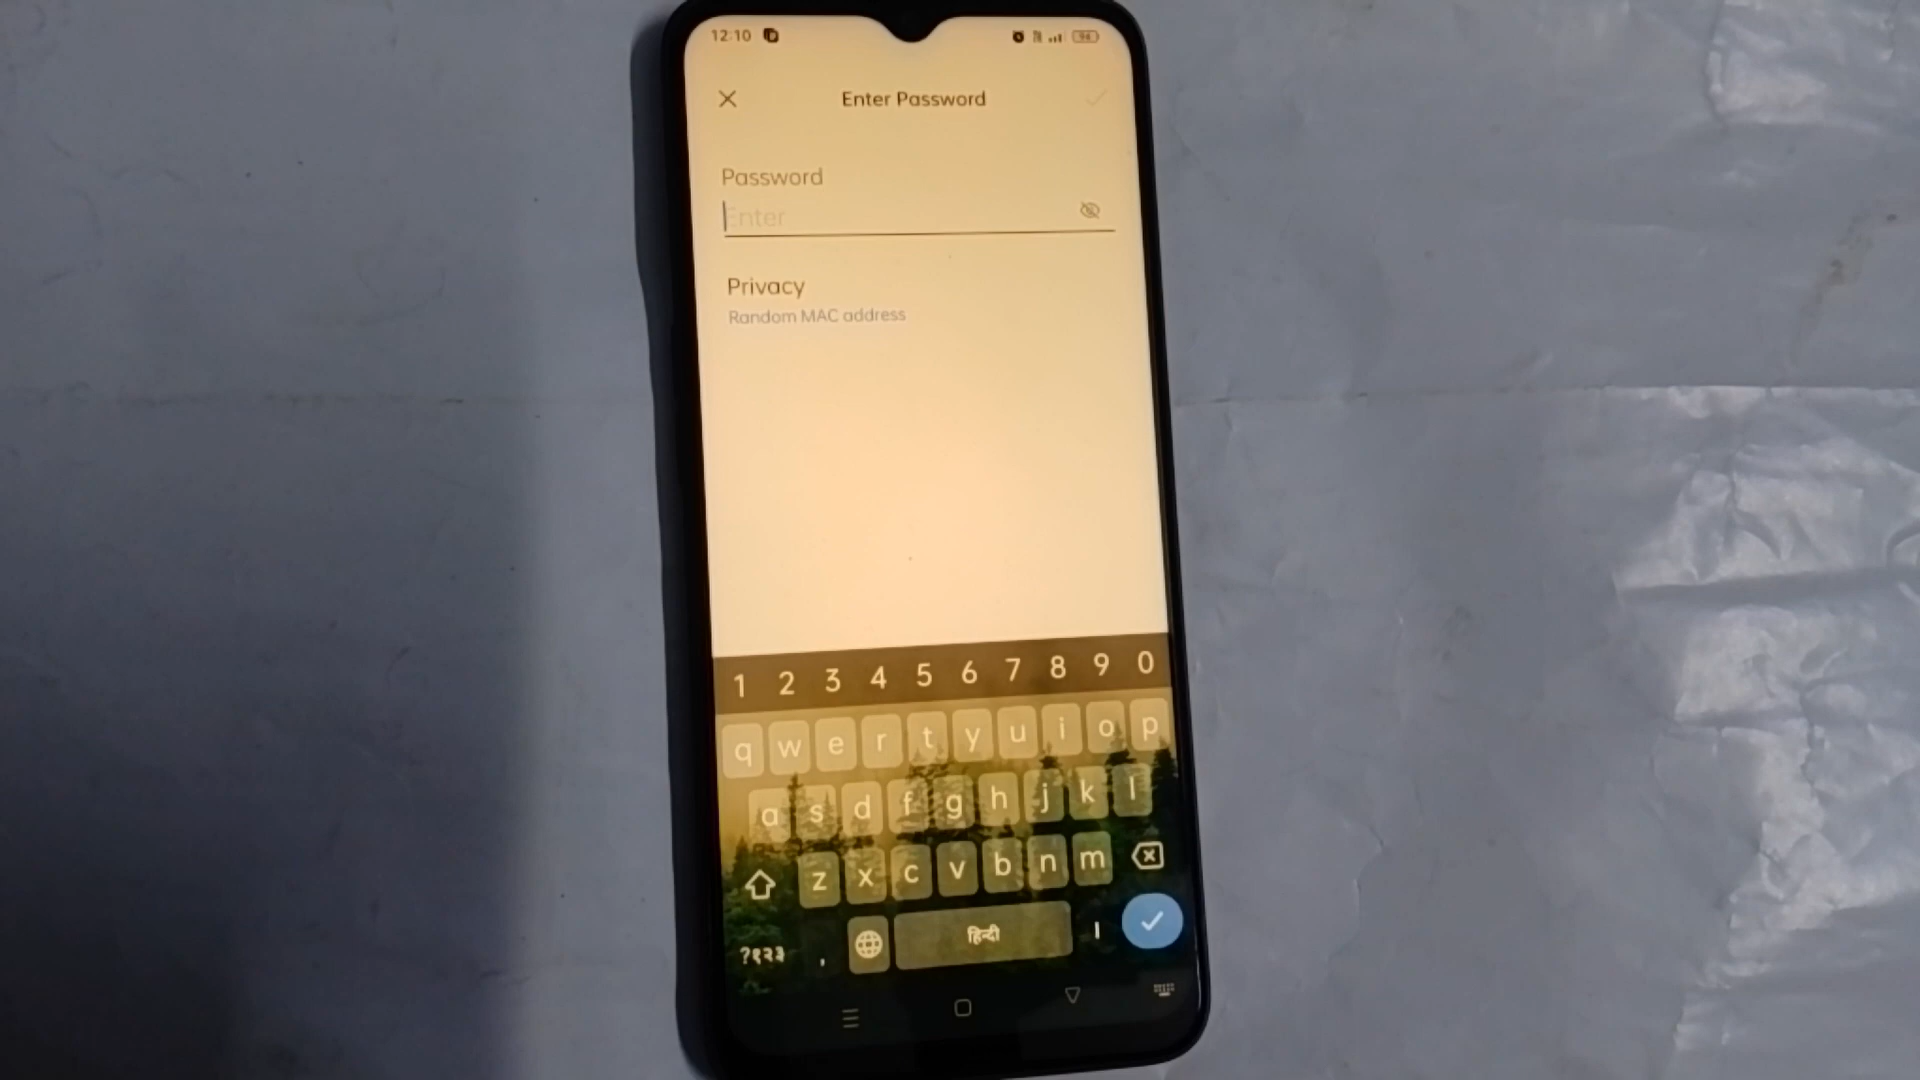 12:10 94
Enter Password
Password
Enter
Privacy
Random MAC address
1 2 3 4 5 6 7 8 9 0
q w e r t y u i o p
a s d f g h j k l
z x c v b n m
?१२३ , हिन्दी ।